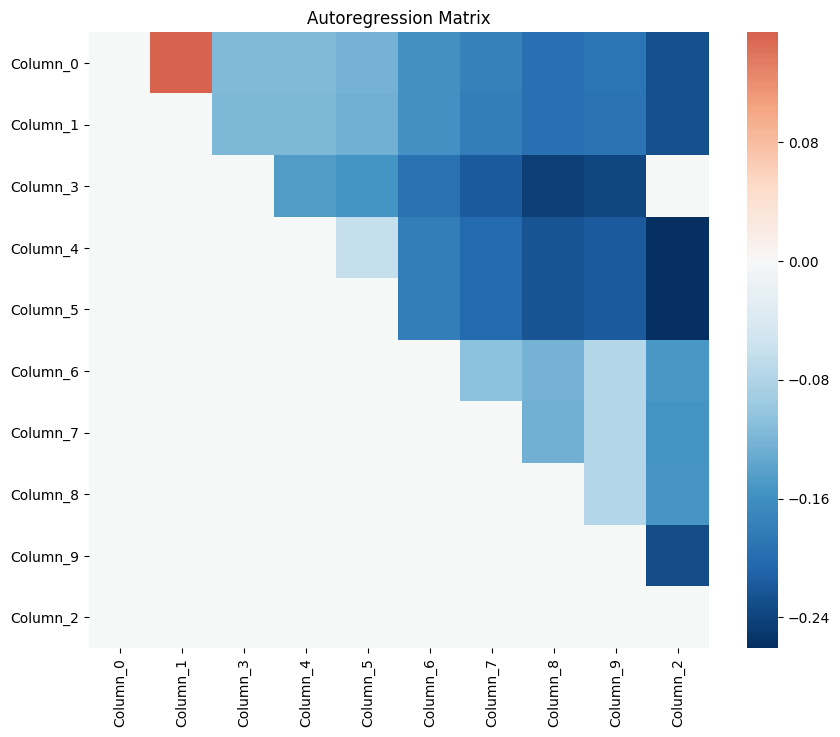 Autoregression Matrix
Column_0
Column_1
Column_3
Column_4
Column_5
Column_6
Column_7
Column_8
Column_9
Column_2
Column_0
Column_1
Column_3
Column_4
Column_5
Column_6
Column_7
Column_8
Column_9
Column_2
0.08
0.00
−0.08
−0.16
−0.24